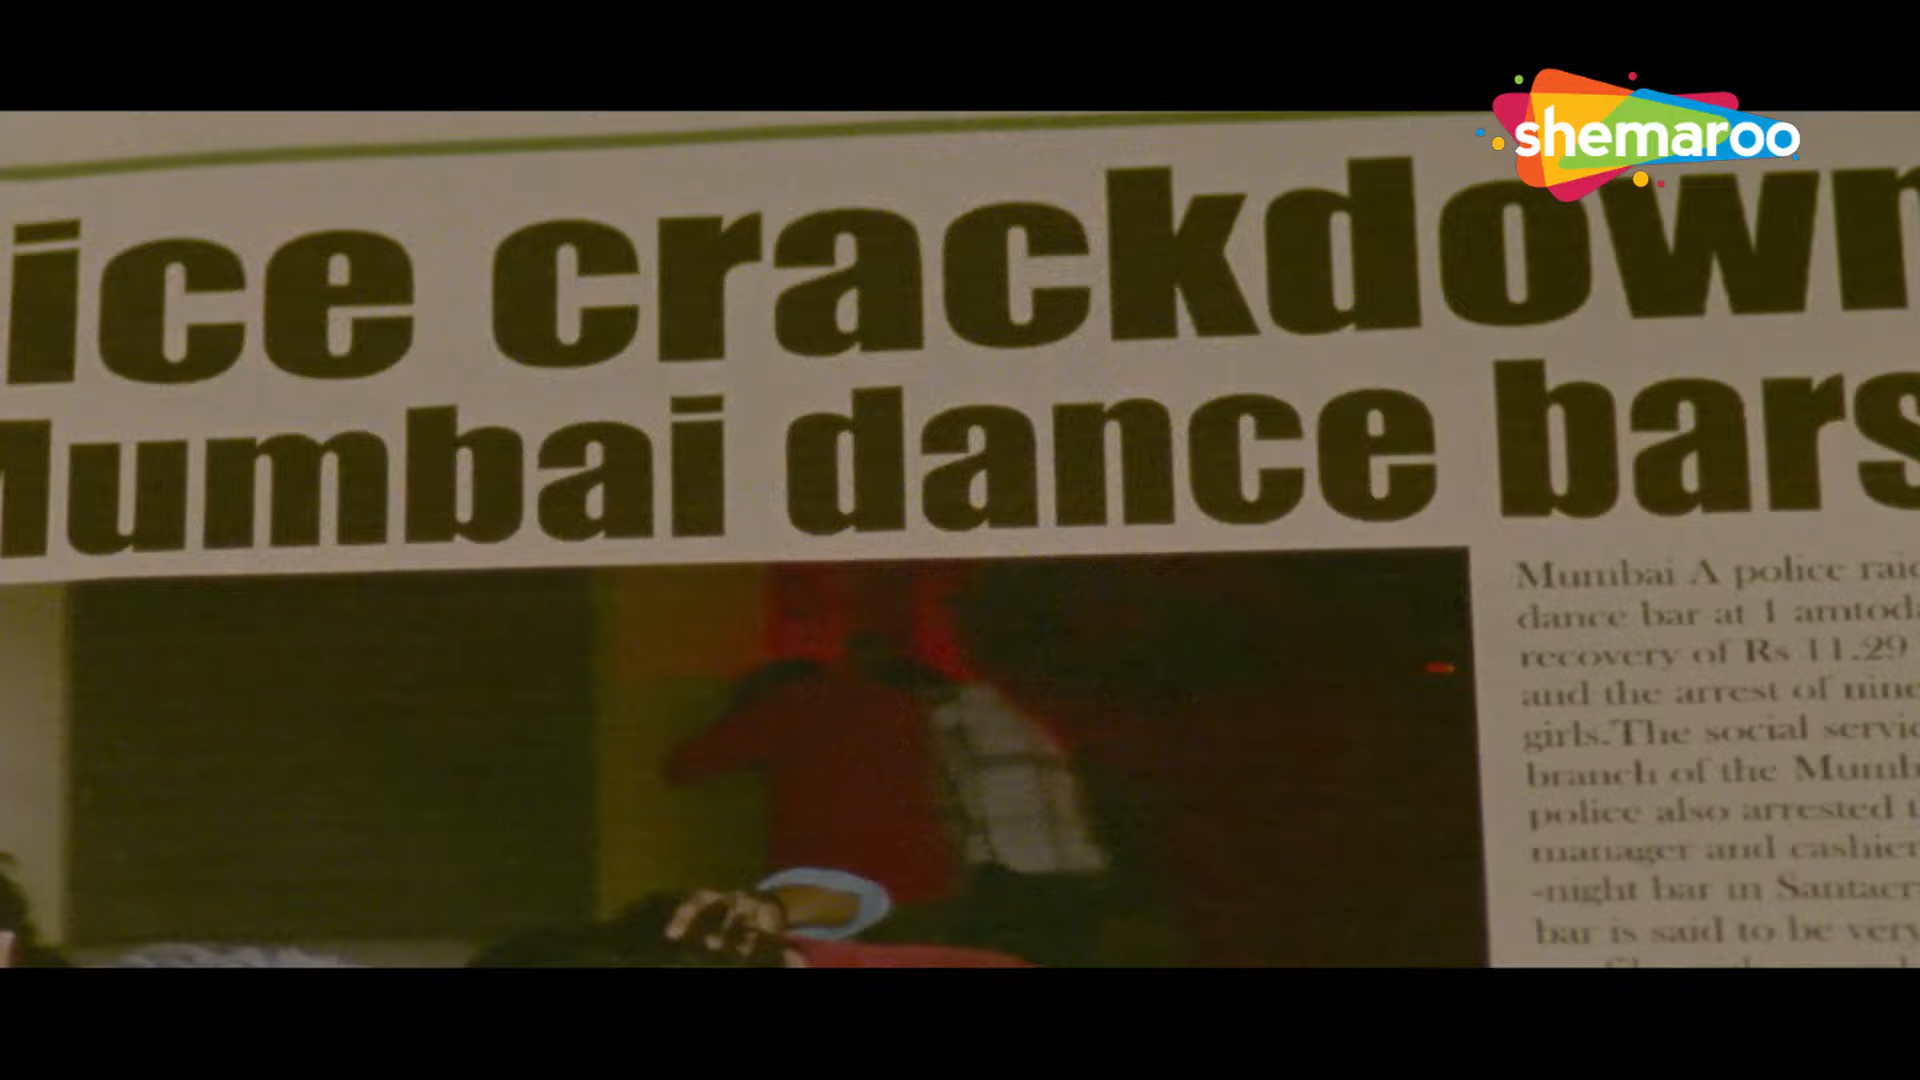 shemaroo
ice crackdown
Mumbai dance bars
Mumbai A police raid
dance bar at 1 amtoda
recovery of Rs 11.29
and the arrest of nine
girls.The social servic
branch of the Mumb
police also arrested t
manager and cashier
-night bar in Santacr
bar is said to be very